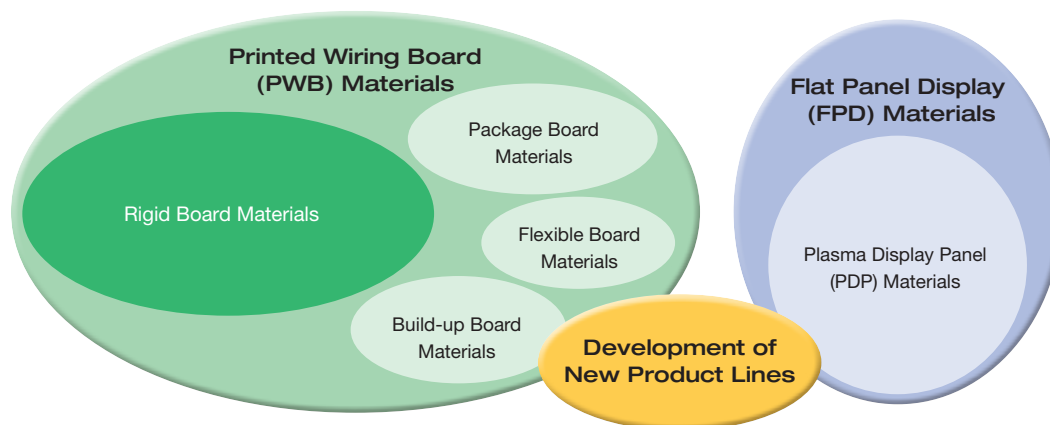 Printed Wiring Board
(PWB) Materials
Package Board
Materials
Rigid Board Materials
Flexible Board
Materials
Build-up Board
Materials
Development of
New Product Lines
Flat Panel Display
(FPD) Materials
Plasma Display Panel
(PDP) Materials